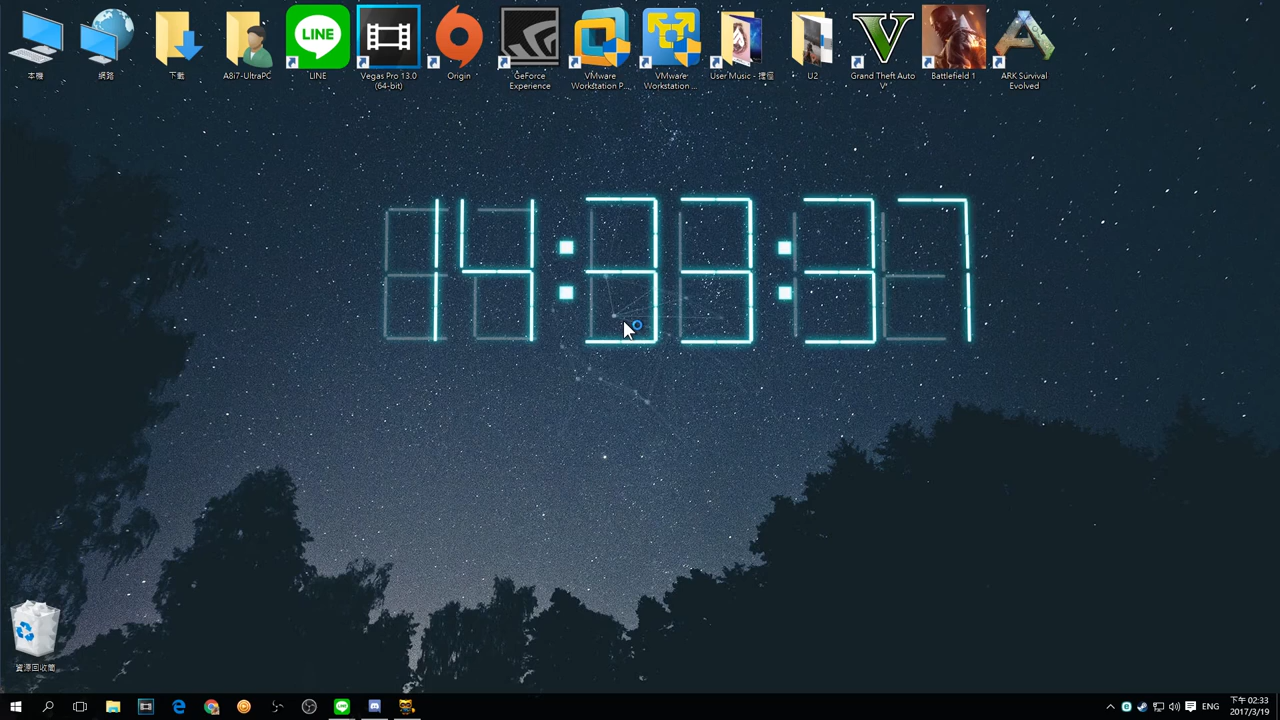 LINE
本機
網路
下載
A8i7-UltraPc
LINE
Vegas Pro 13.0
(64-bit)
Origin
GeForce
Experience
VMware
Workstation P...
VMware
Workstation ...
User Music - 捷徑
U2
Grand Theft Auto
V
Battlefield 1
ARK Survival
Evolved
14:33:37
資源回收筒
ENG
下午 02:33
2017/3/19